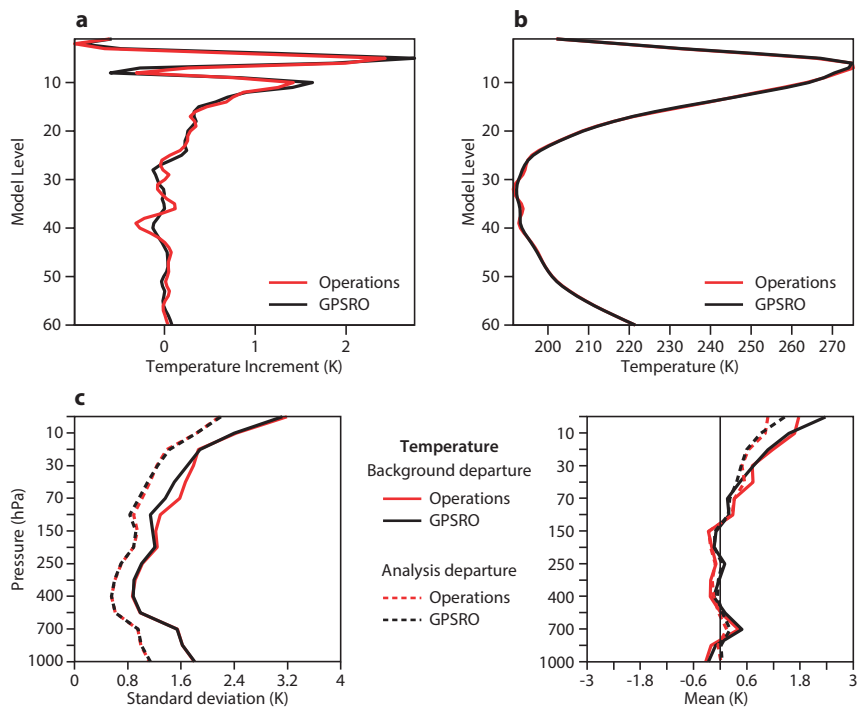 a
Model Level
10
20
30
40
50
60
Operations
GPSRO
0
1
2
Temperature Increment (K)
b
Model Level
10
20
30
40
50
60
Operations
GPSRO
200
210
220
230
240
250
260
270
Temperature (K)
c
Pressure (hPa)
10
30
70
150
250
400
700
1000
0
0.8
1.6
2.4
3.2
4
Standard deviation (K)
Temperature
Background departure
Operations
GPSRO
Analysis departure
Operations
GPSRO
10
30
70
150
250
400
700
1000
-3
-1.8
-0.6
0.6
1.8
3
Mean (K)